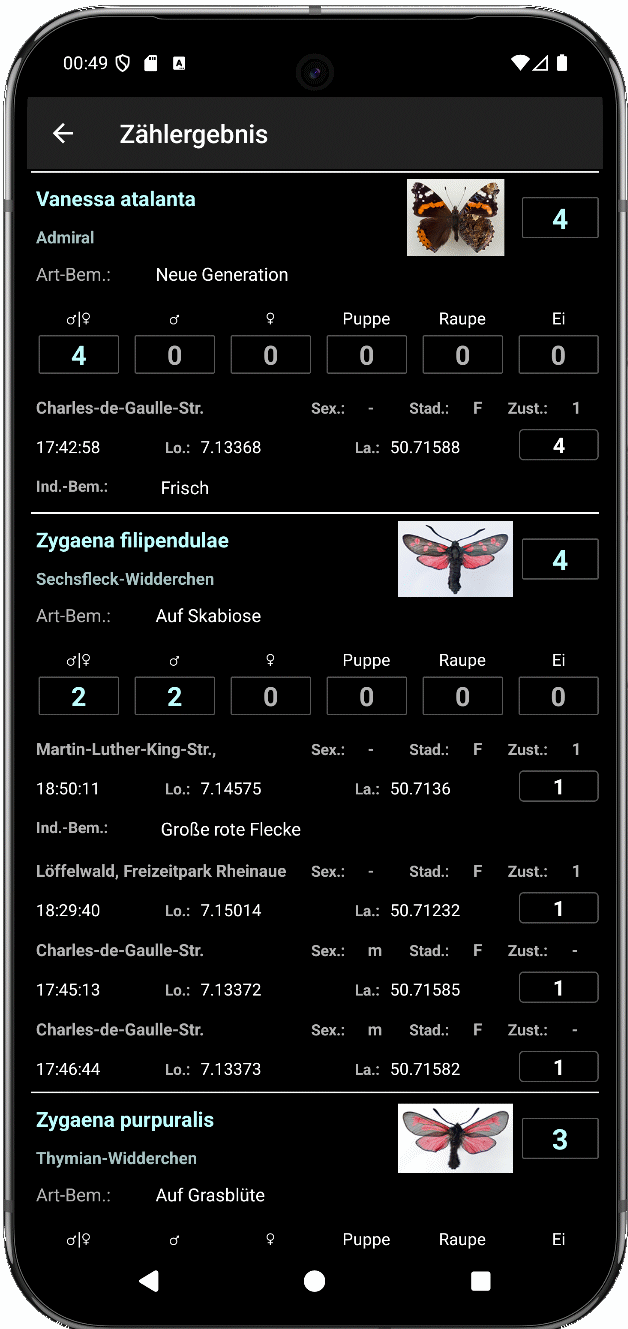 00:49
Zählergebnis
Vanessa atalanta
4
Admiral
Art-Bem.: Neue Generation
♂|♀ ♂ ♀ Puppe Raupe Ei
4 0 0 0 0 0
Charles-de-Gaulle-Str. Sex.: - Stad.: F Zust.: 1
17:42:58 Lo.: 7.13368 La.: 50.71588 4
Ind.-Bem.: Frisch
Zygaena filipendulae
4
Sechsfleck-Widderchen
Art-Bem.: Auf Skabiose
♂|♀ ♂ ♀ Puppe Raupe Ei
2 2 0 0 0 0
Martin-Luther-King-Str., Sex.: - Stad.: F Zust.: 1
18:50:11 Lo.: 7.14575 La.: 50.7136 1
Ind.-Bem.: Große rote Flecke
Löffelwald, Freizeitpark Rheinaue Sex.: - Stad.: F Zust.: 1
18:29:40 Lo.: 7.15014 La.: 50.71232 1
Charles-de-Gaulle-Str. Sex.: m Stad.: F Zust.: -
17:45:13 Lo.: 7.13372 La.: 50.71585 1
Charles-de-Gaulle-Str. Sex.: m Stad.: F Zust.: -
17:46:44 Lo.: 7.13373 La.: 50.71582 1
Zygaena purpuralis
3
Thymian-Widderchen
Art-Bem.: Auf Grasblüte
♂|♀ ♂ ♀ Puppe Raupe Ei